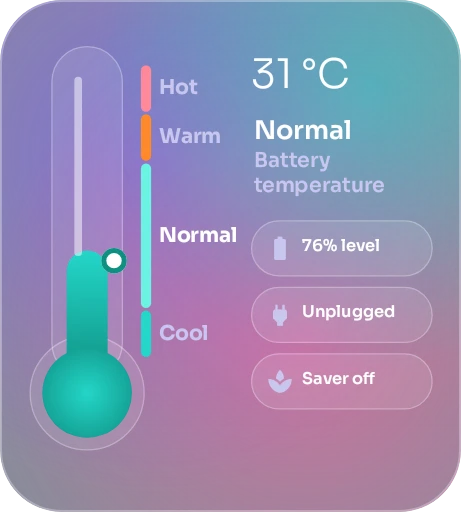 Hot
Warm
Normal
Cool
31 °C
Normal
Battery
temperature
76% level
Unplugged
Saver off